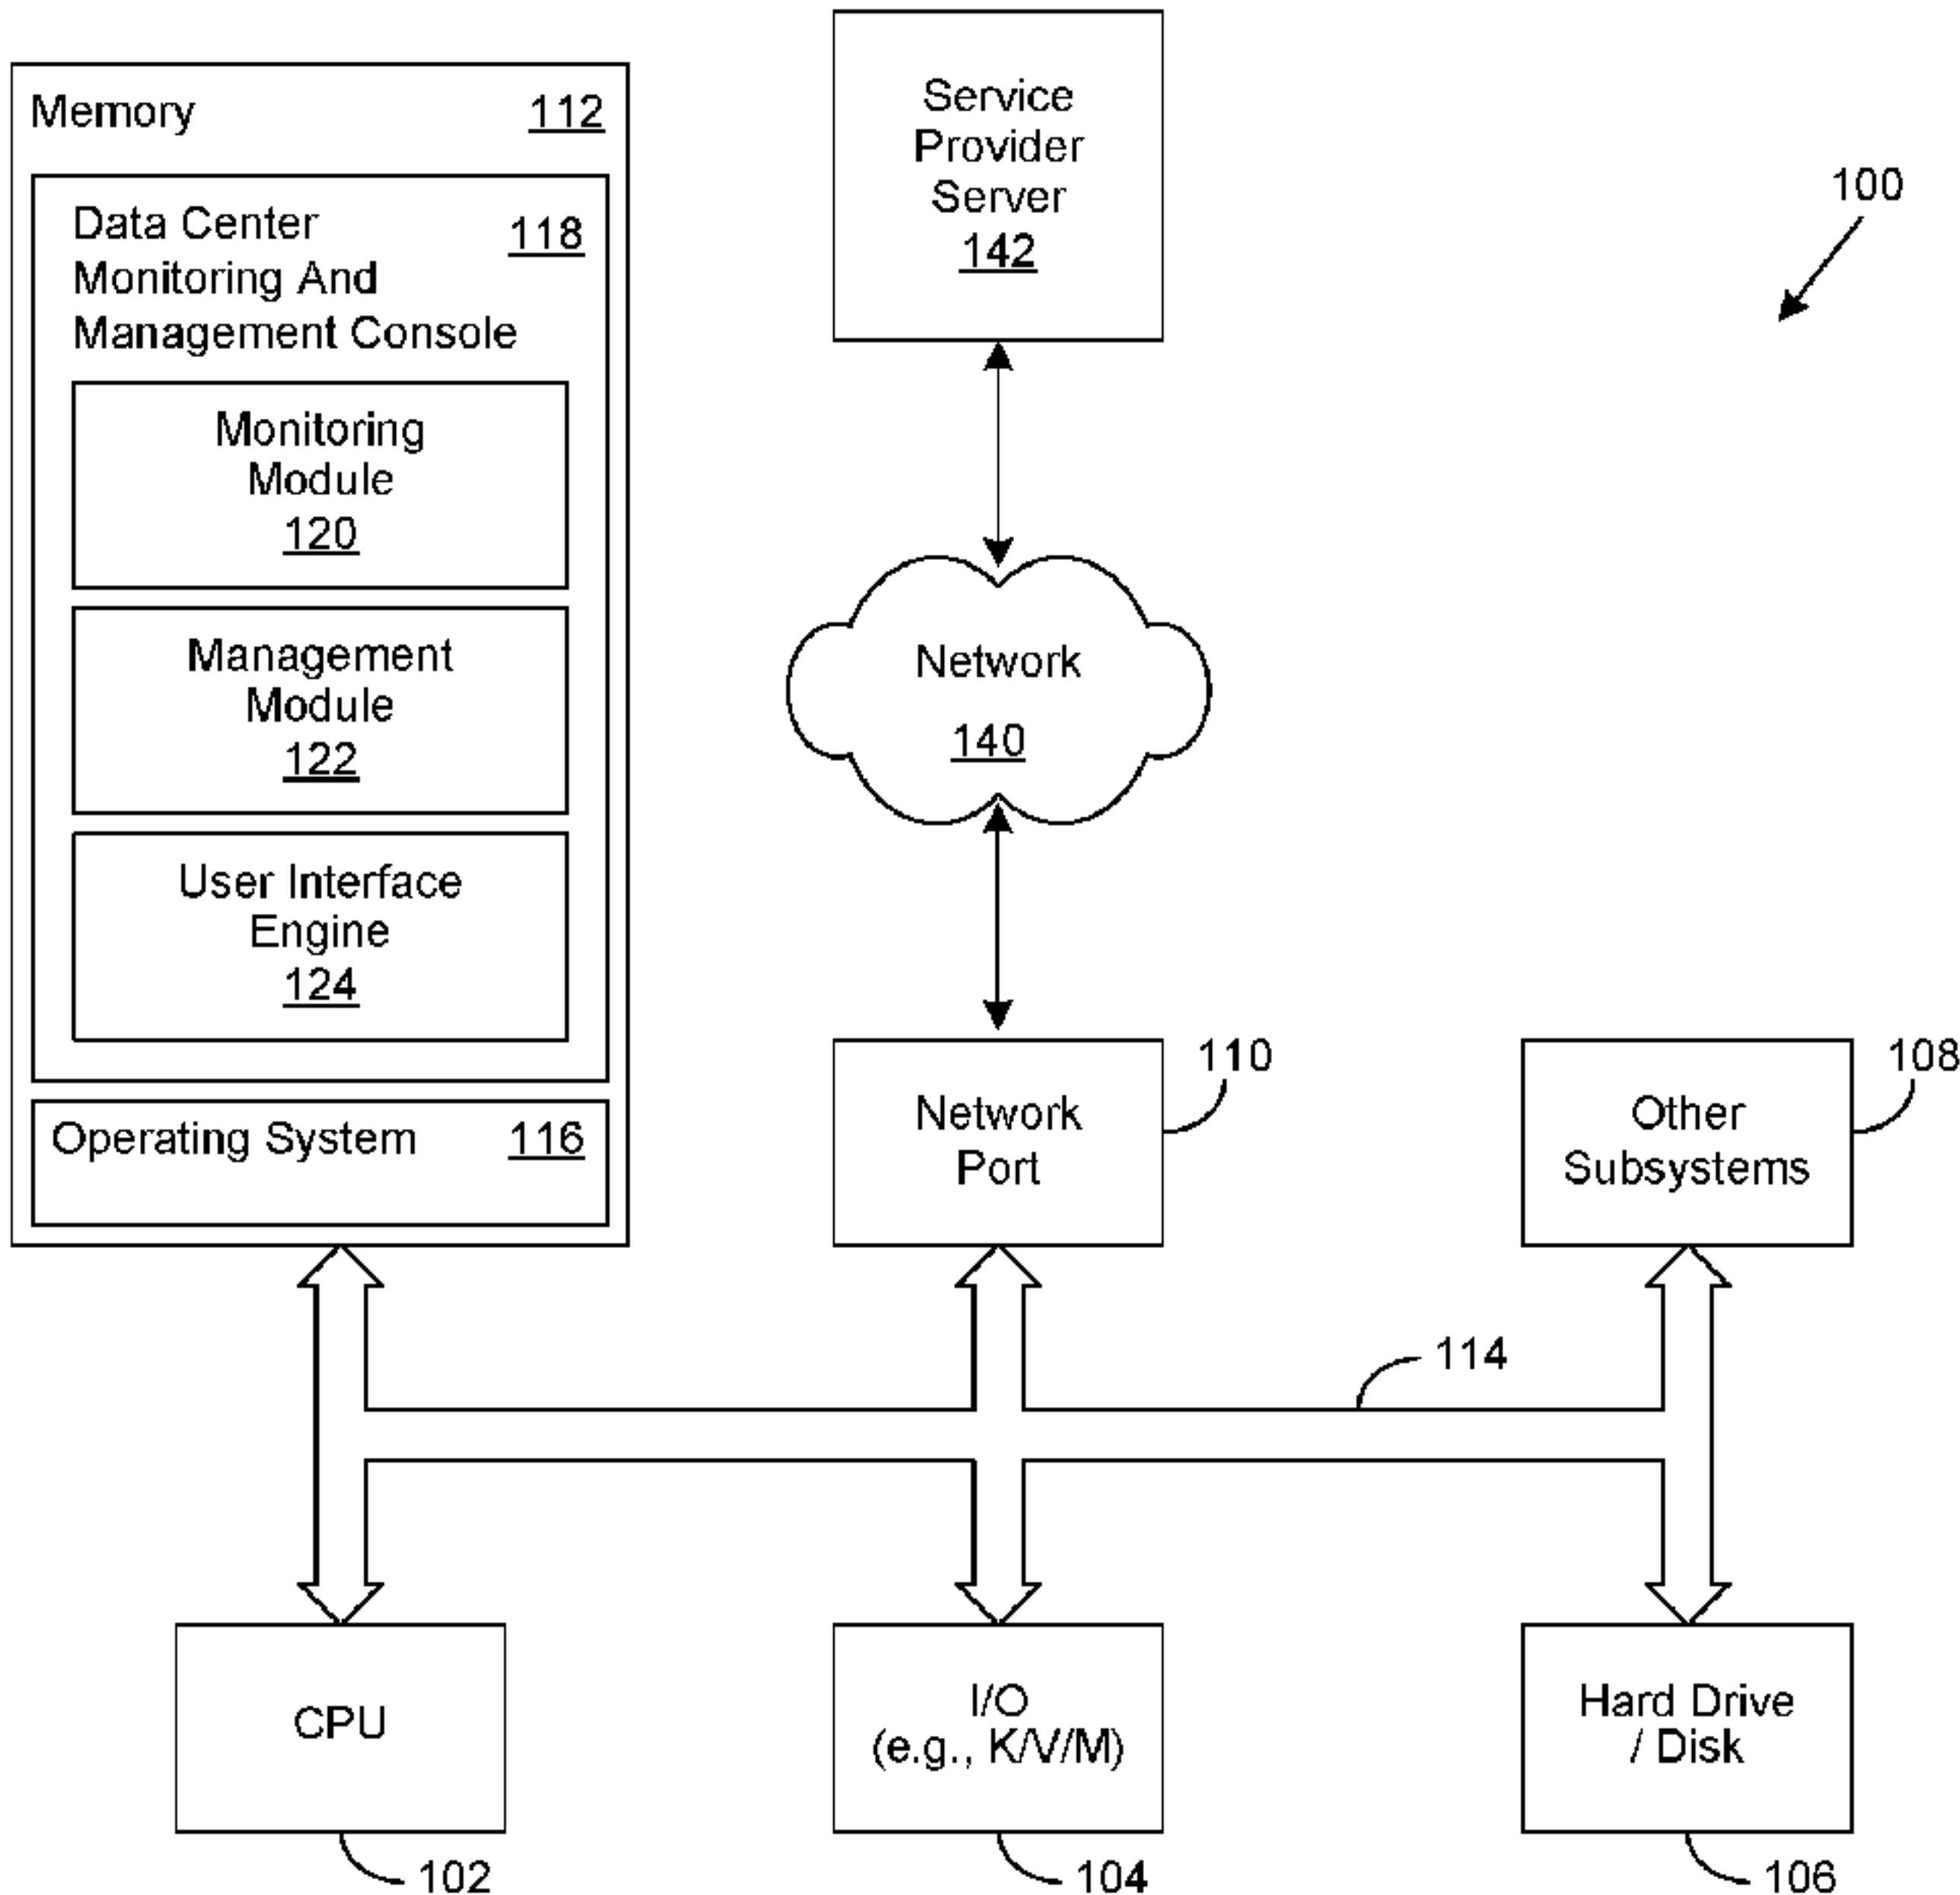 Memory 112
Data Center 118
Monitoring And
Management Console
Monitoring
Module
120
Management
Module
122
User Interface
Engine
124
Operating System 116
Service
Provider
Server
142
100
Network
140
Network
Port
110
Other
Subsystems
108
114
CPU
102
I/O
(e.g., K/V/M)
104
Hard Drive
/ Disk
106